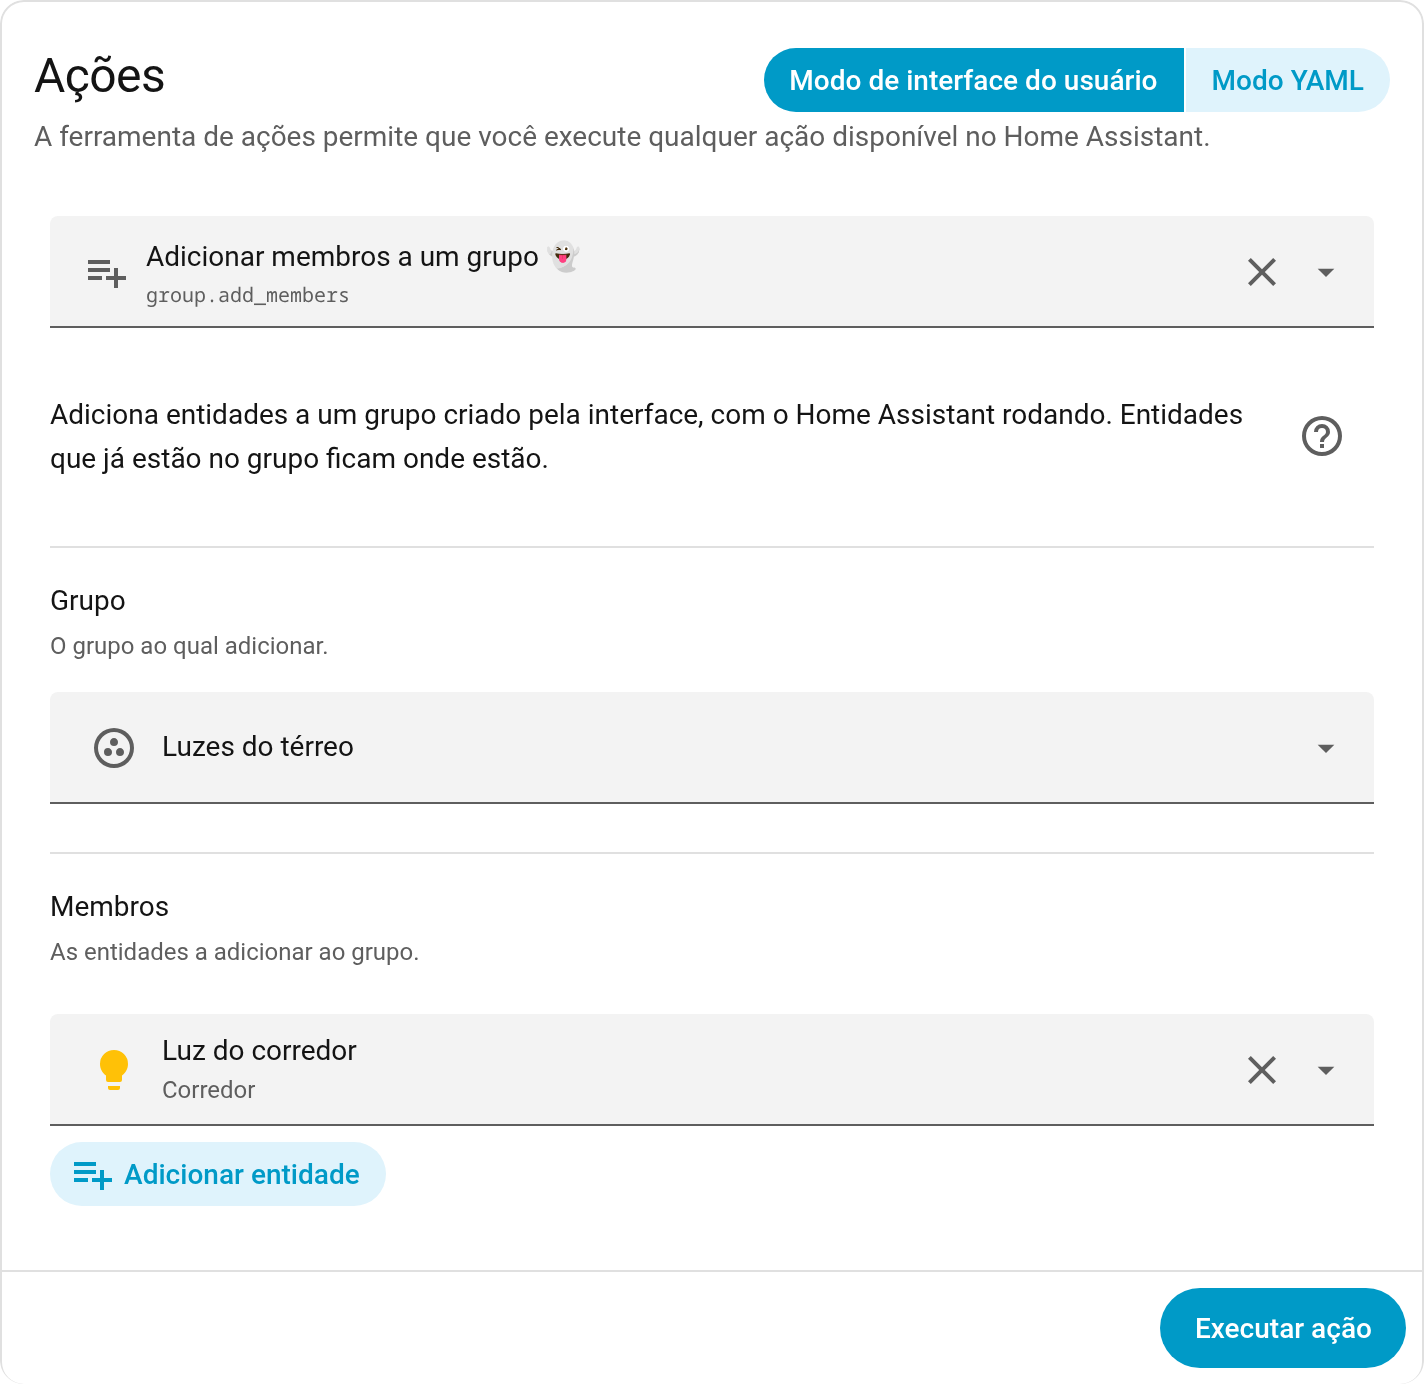 Ações
Modo de interface do usuário
Modo YAML
A ferramenta de ações permite que você execute qualquer ação disponível no Home Assistant.
Adicionar membros a um grupo 👻
group.add_members
Adiciona entidades a um grupo criado pela interface, com o Home Assistant rodando. Entidades
que já estão no grupo ficam onde estão.
Grupo
O grupo ao qual adicionar.
Luzes do térreo
Membros
As entidades a adicionar ao grupo.
Luz do corredor
Corredor
Adicionar entidade
Executar ação